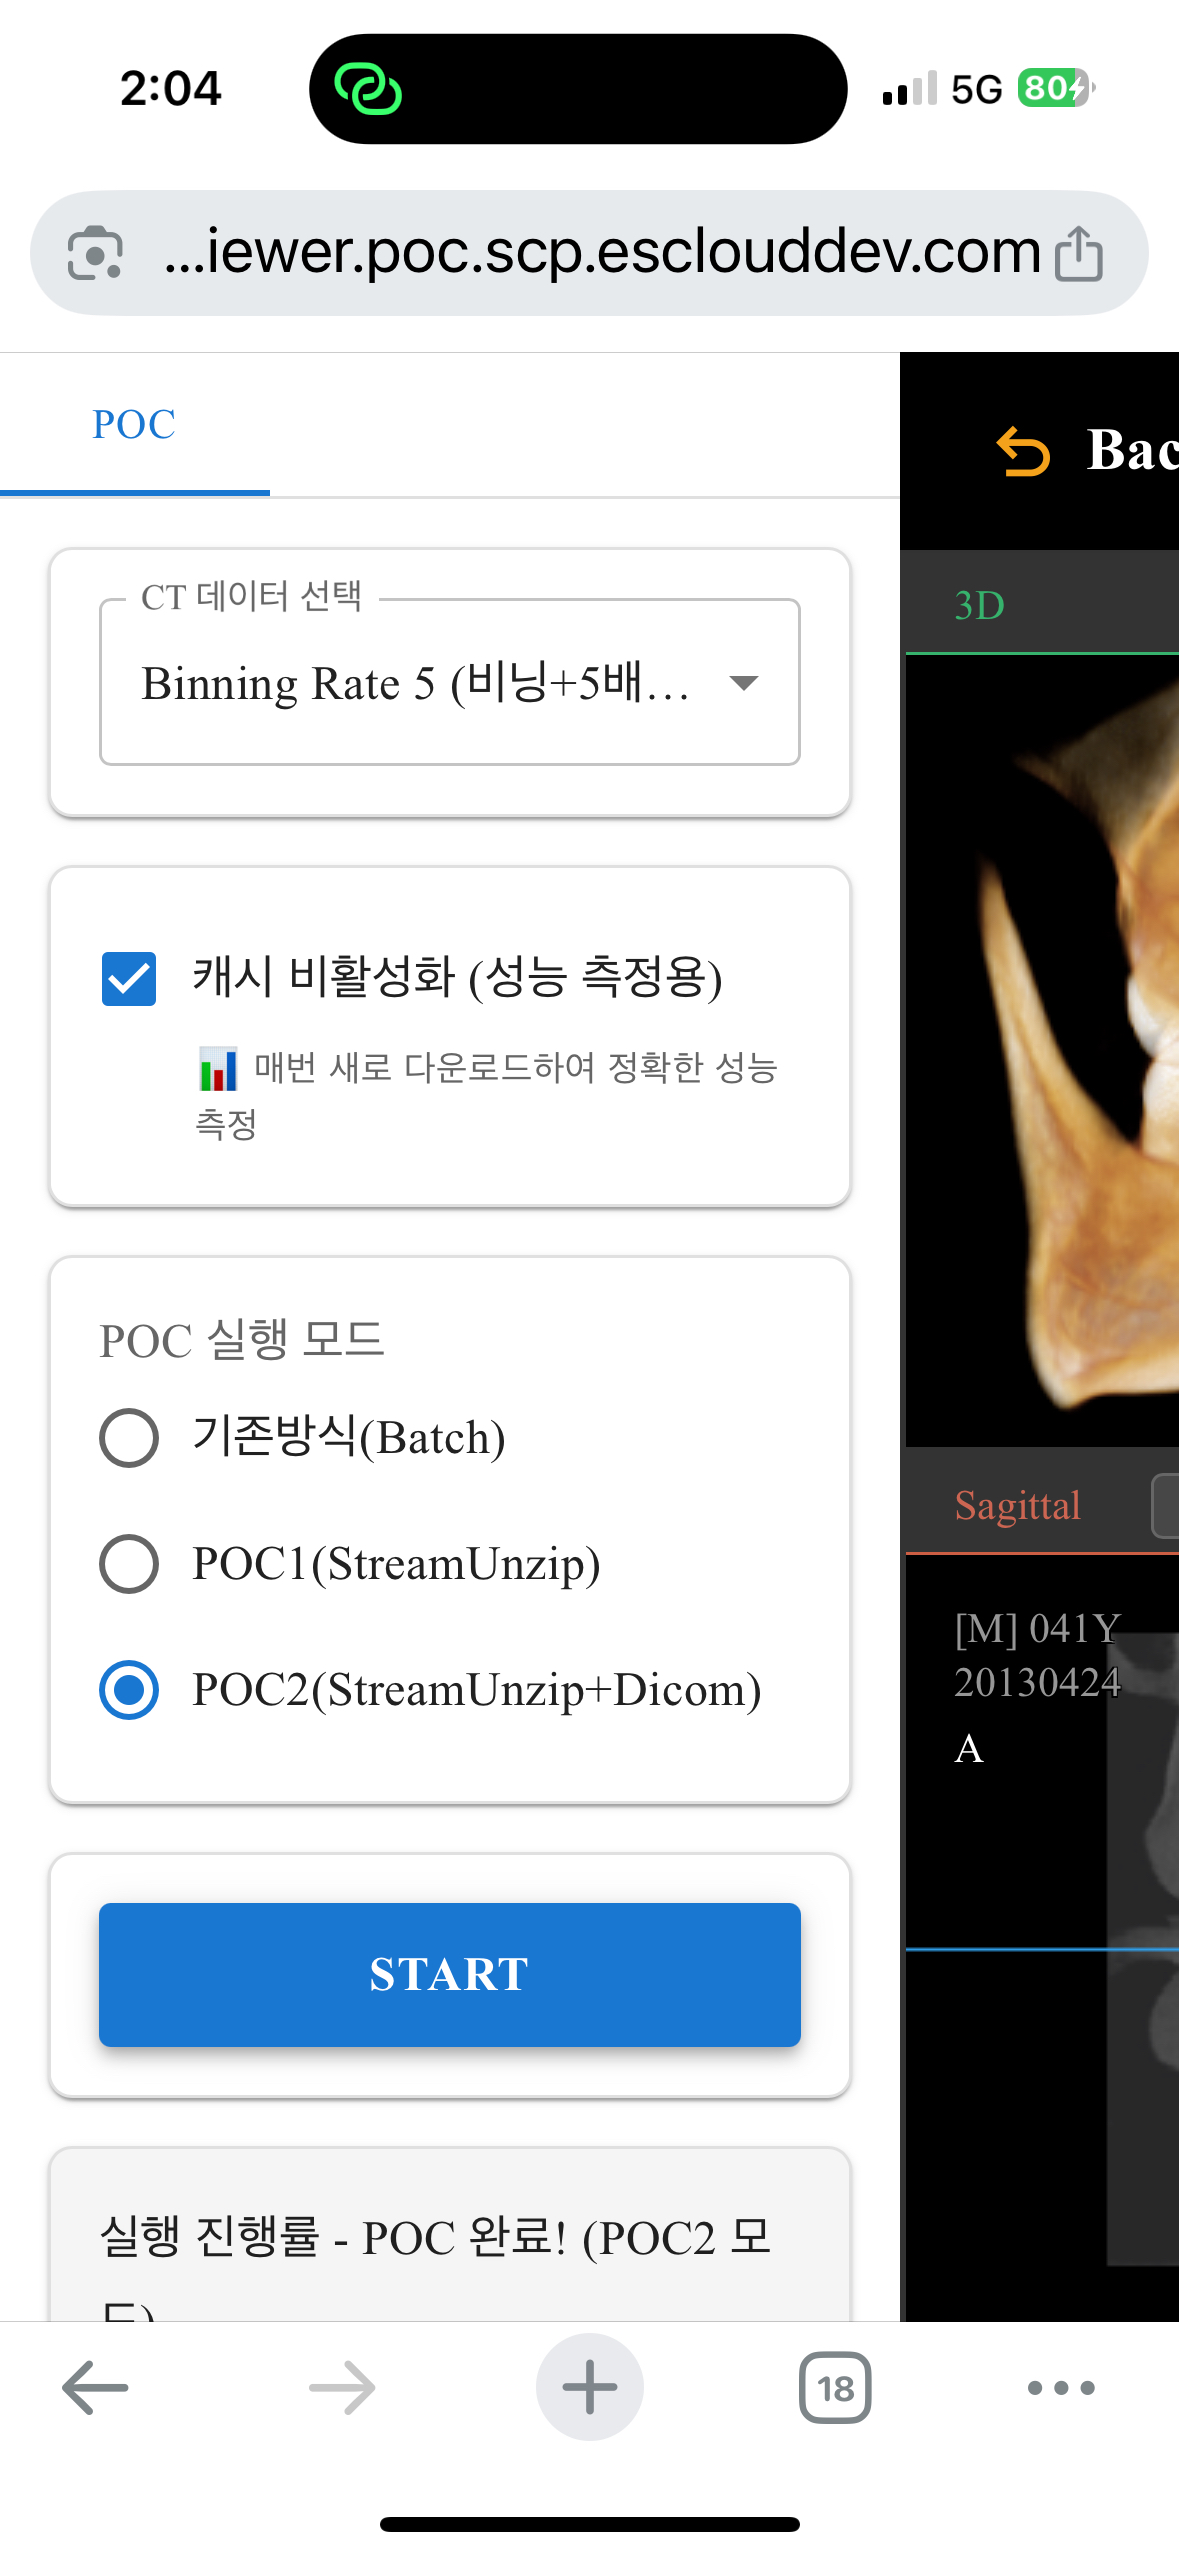 2:04
5G
80
...iewer.poc.scp.esclouddev.com
POC
Bac
CT 데이터 선택
Binning Rate 5 (비닝+5배...
3D
캐시 비활성화 (성능 측정용)
📊 매번 새로 다운로드하여 정확한 성능
측정
POC 실행 모드
기존방식(Batch)
Sagittal
POC1(StreamUnzip)
[M] 041Y
20130424
POC2(StreamUnzip+Dicom)
A
START
실행 진행률 - POC 완료! (POC2 모
드)
18